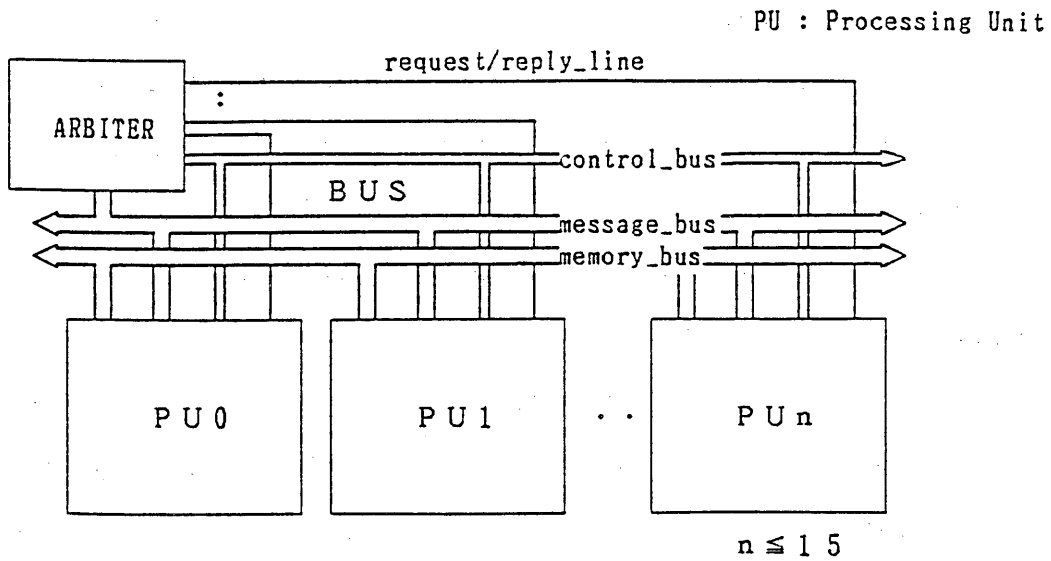 PU : Processing Unit
request/reply_line
:
ARBITER
control_bus
BUS
message_bus
memory_bus
PU0
PU1
. .
PUn
n≦15